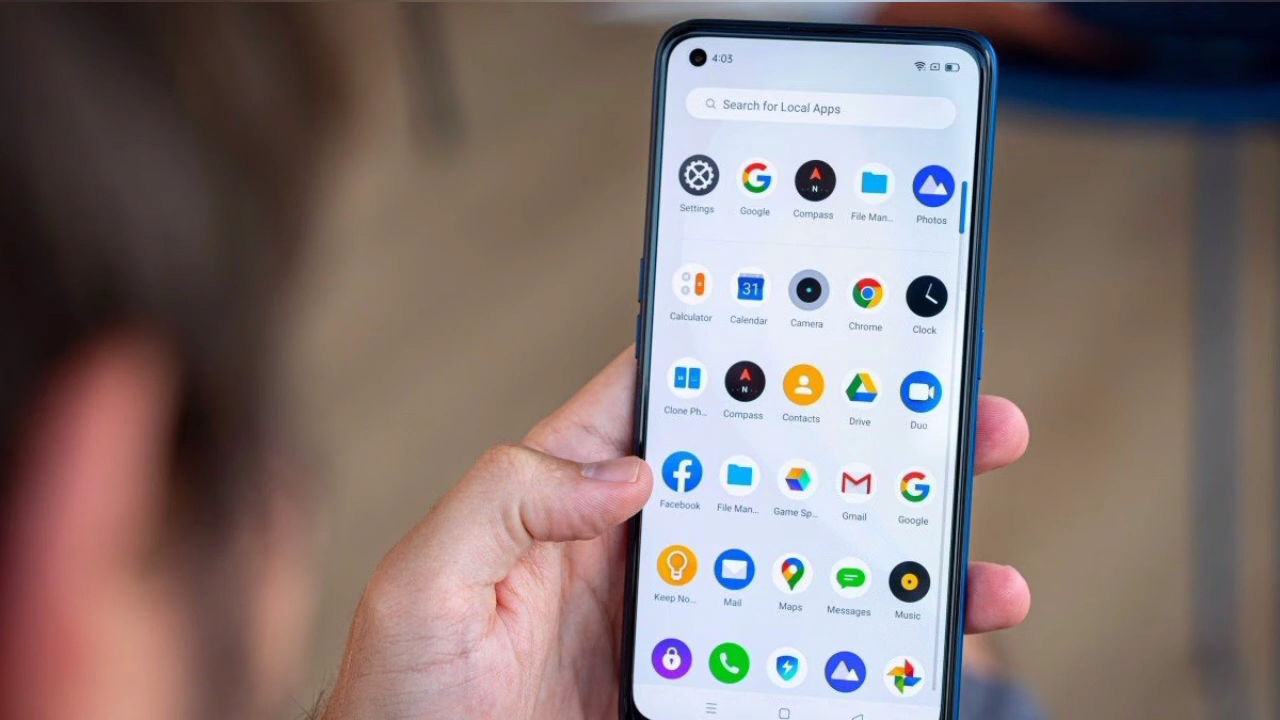 4:03
Search for Local Apps
Settings Google Compass File Man... Photos
N
31
Calculator Calendar Camera Chrome Clock
N
Clone Ph... Compass Contacts Drive Duo
Facebook File Man... Game Sp... Gmail Google
Keep No... Mail Maps Messages Music